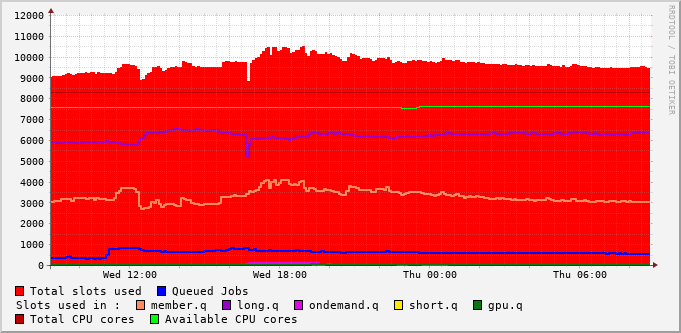 12000
11000
10000
9000
8000
7000
6000
5000
4000
3000
2000
1000
0
Wed 12:00 Wed 18:00 Thu 00:00 Thu 06:00
RRDTOOL / TOBI OETIKER
Total slots used Queued Jobs
Slots used in : member.q long.q ondemand.q short.q gpu.q
Total CPU cores Available CPU cores